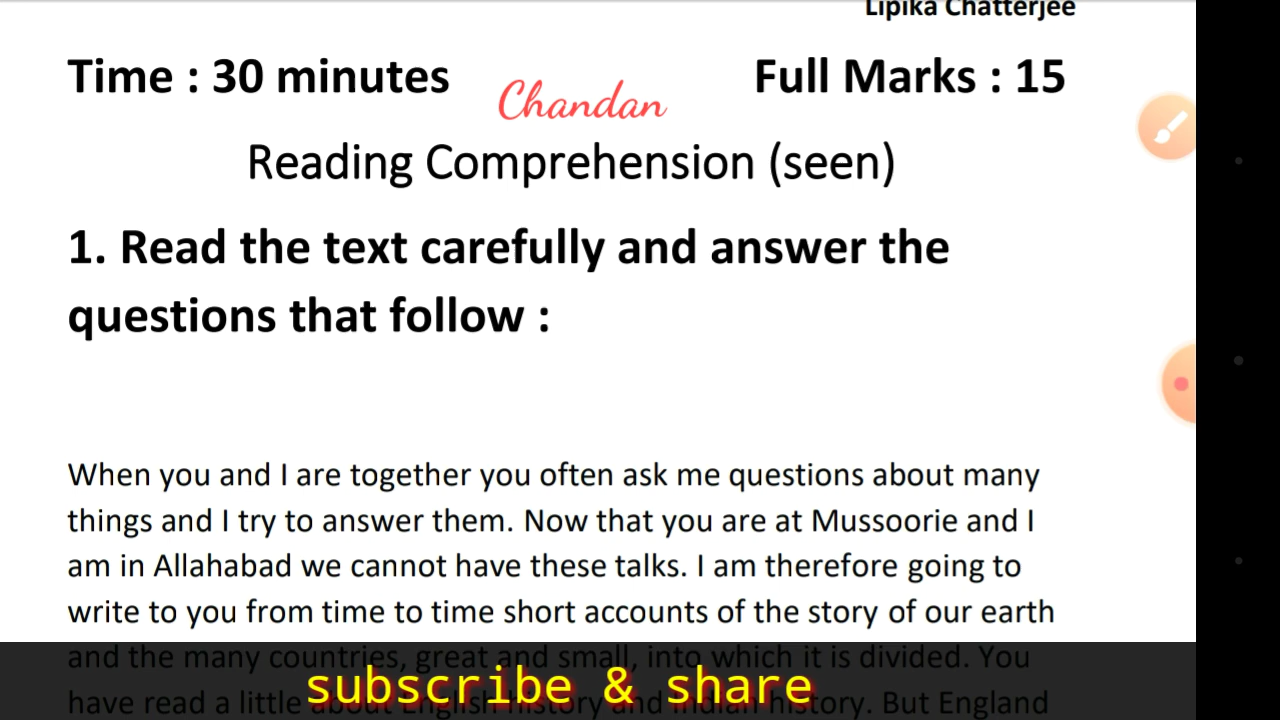 Lipika Chatterjee
Time : 30 minutes
Full Marks : 15
Chandan
Reading Comprehension (seen)
1. Read the text carefully and answer the
questions that follow :
When you and I are together you often ask me questions about many
things and I try to answer them. Now that you are at Mussoorie and I
am in Allahabad we cannot have these talks. I am therefore going to
write to you from time to time short accounts of the story of our earth
and the many countries, great and small, into which it is divided. You
have read a little about English history and Indian history. But England
subscribe & share